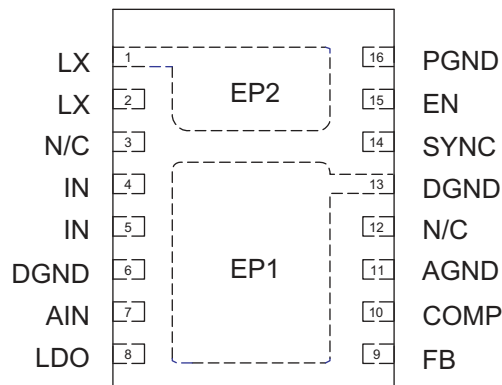 LX 1 16 PGND
LX 2 EP2 15 EN
N/C 3 14 SYNC
IN 4 13 DGND
IN 5 12 N/C
DGND 6 EP1 11 AGND
AIN 7 10 COMP
LDO 8 9 FB